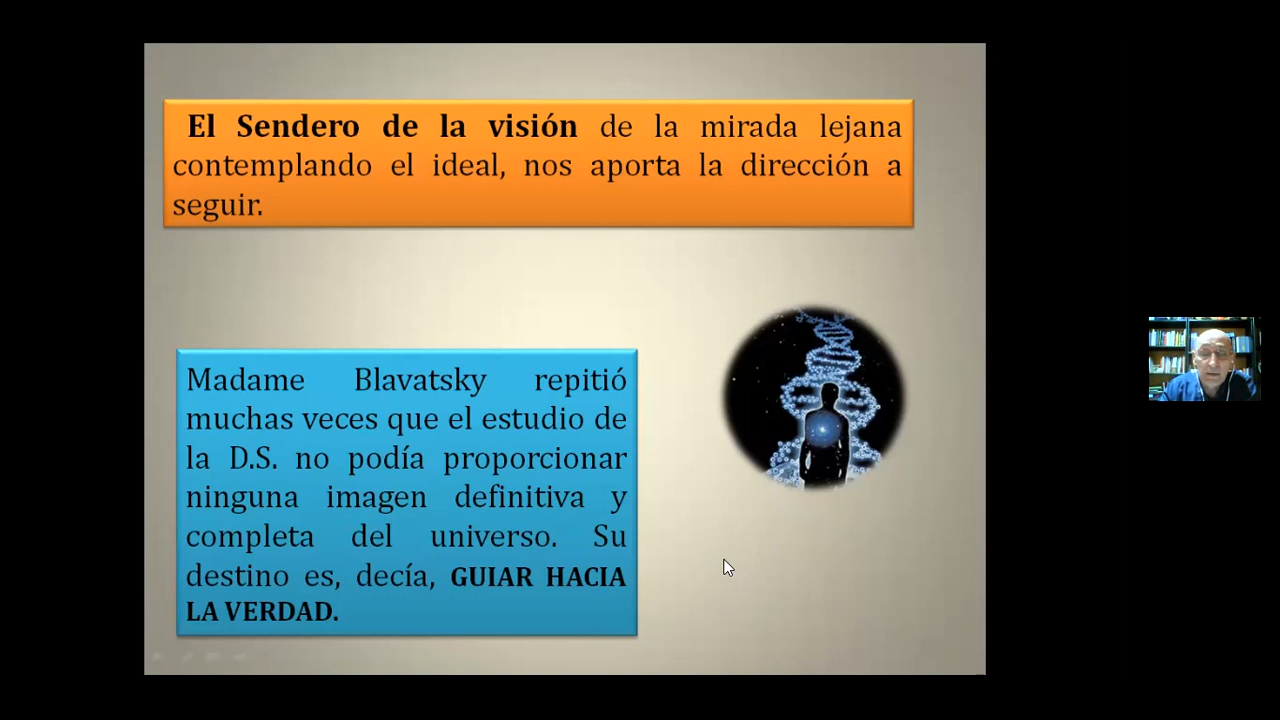 El Sendero de la visión de la mirada lejana
contemplando el ideal, nos aporta la dirección a
seguir.
Madame Blavatsky repitió
muchas veces que el estudio de
la D.S. no podía proporcionar
ninguna imagen definitiva y
completa del universo. Su
destino es, decía, GUIAR HACIA
LA VERDAD.